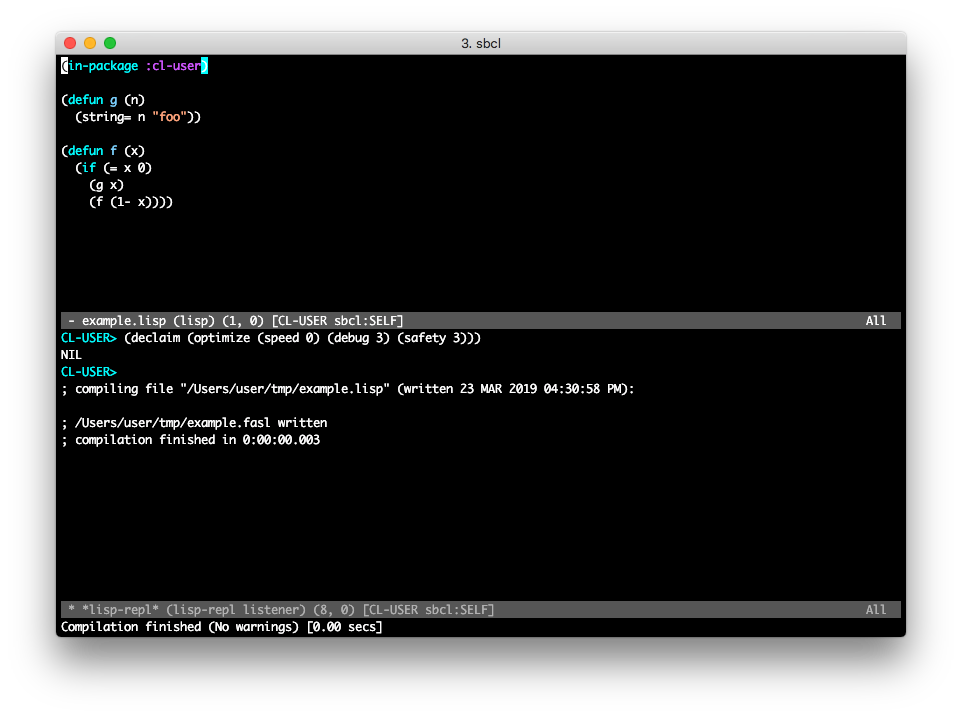 3. sbcl
(in-package :cl-user)
(defun g (n)
  (string= n "foo"))
(defun f (x)
  (if (= x 0)
    (g x)
    (f (1- x))))
- example.lisp (lisp) (1, 0) [CL-USER sbcl:SELF] All
CL-USER> (declaim (optimize (speed 0) (debug 3) (safety 3)))
NIL
CL-USER>
; compiling file "/Users/user/tmp/example.lisp" (written 23 MAR 2019 04:30:58 PM):
; /Users/user/tmp/example.fasl written
; compilation finished in 0:00:00.003
* *lisp-repl* (lisp-repl listener) (8, 0) [CL-USER sbcl:SELF] All
Compilation finished (No warnings) [0.00 secs]